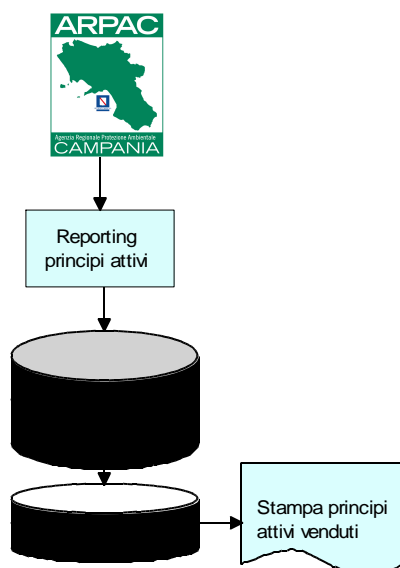 ARPAC
Agenzia Regionale Protezione Ambientale
CAMPANIA
Reporting
principi attivi
Stampa principi
attivi venduti